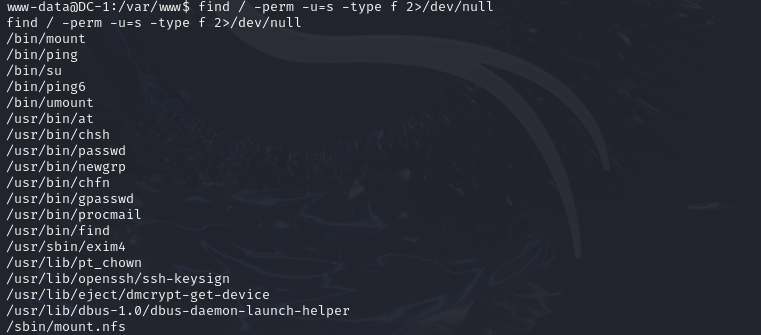 www-data@DC-1:/var/www$ find / -perm -u=s -type f 2>/dev/null
find / -perm -u=s -type f 2>/dev/null
/bin/mount
/bin/ping
/bin/su
/bin/ping6
/bin/umount
/usr/bin/at
/usr/bin/chsh
/usr/bin/passwd
/usr/bin/newgrp
/usr/bin/chfn
/usr/bin/gpasswd
/usr/bin/procmail
/usr/bin/find
/usr/sbin/exim4
/usr/lib/pt_chown
/usr/lib/openssh/ssh-keysign
/usr/lib/eject/dmcrypt-get-device
/usr/lib/dbus-1.0/dbus-daemon-launch-helper
/sbin/mount.nfs